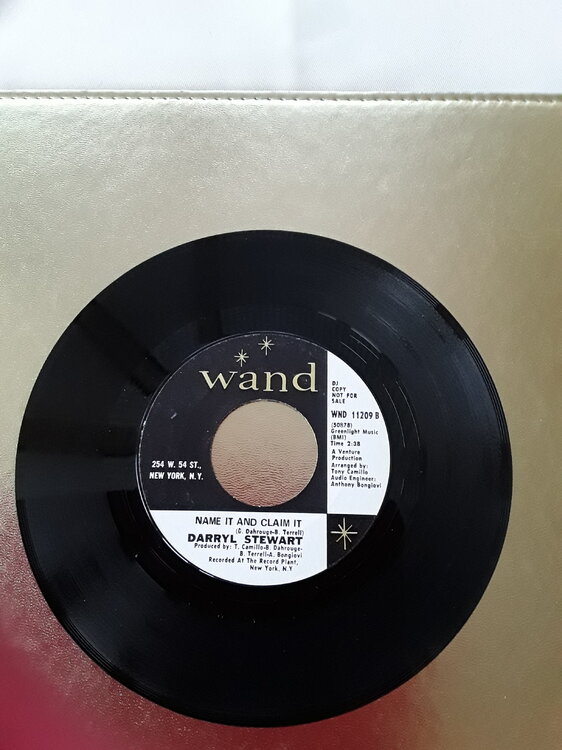 wand
DJ
COPY
NOT FOR
SALE
WND 11209 B
(50878)
Greenlight Music
(BMI)
Time 2:38
A Venture
Production
Arranged by:
Tony Camillo
Audio Engineer:
Anthony Bongiovi
254 W. 54 ST.,
NEW YORK, N.Y.
NAME IT AND CLAIM IT
(G. Dahrouge-B. Terrell)
DARRYL STEWART
Produced by: T. Camillo-B. Dahrouge-
B. Terrell-A. Bongiovi
Recorded At The Record Plant,
New York, N.Y